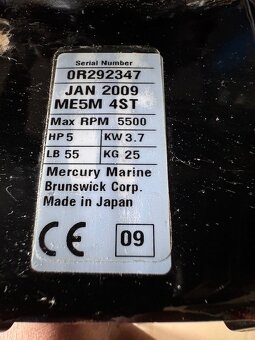 Serial Number
0R292347
JAN 2009
ME5M 4ST
Max RPM 5500
HP 5 KW 3.7
LB 55 KG 25
Mercury Marine
Brunswick Corp.
Made in Japan
CE 09